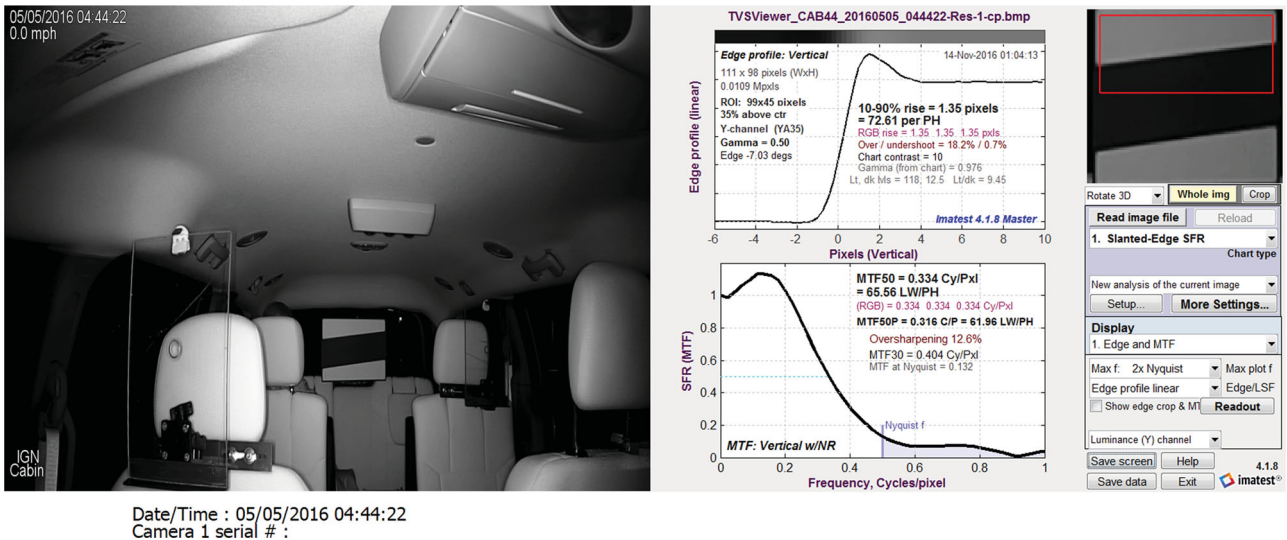 05/05/2016 04:44:22
0.0 mph
IGN
Cabin
Date/Time : 05/05/2016 04:44:22
Camera 1 serial # :
TVSViewer_CAB44_20160505_044422-Res-1-cp.bmp
Edge profile: Vertical
14-Nov-2016 01:04:13
111 x 98 pixels (WxH)
0.0109 Mpxls
ROI: 99x45 pixels
35% above ctr
Y-channel (YA35)
Gamma = 0.50
Edge -7.03 degs
10-90% rise = 1.35 pixels
= 72.61 per PH
RGB rise = 1.35 1.35 1.35 pxls
Over / undershoot = 18.2% / 0.7%
Chart contrast = 10
Gamma (from chart) = 0.976
Lt, dk lvls = 118, 12.5 Lt/dk = 9.45
Imatest 4.1.8 Master
Edge profile (linear)
-6 -4 -2 0 2 4 6 8 10
Pixels (Vertical)
MTF50 = 0.334 Cy/Pxl
= 65.56 LW/PH
(RGB) = 0.334 0.334 0.334 Cy/Pxl
MTF50P = 0.316 C/P = 61.96 LW/PH
Oversharpening 12.6%
MTF30 = 0.404 Cy/Pxl
MTF at Nyquist = 0.132
Nyquist f
MTF: Vertical w/NR
SFR (MTF)
1
0.8
0.6
0.4
0.2
0
0 0.2 0.4 0.6 0.8 1
Frequency, Cycles/pixel
Rotate 3D Whole img Crop
Read image file Reload
1. Slanted-Edge SFR
Chart type
New analysis of the current image
Setup... More Settings...
Display
1. Edge and MTF
Max f: 2x Nyquist Max plot f
Edge profile linear Edge/LSF
Show edge crop & MT Readout
Luminance (Y) channel
Save screen Help 4.1.8
Save data Exit imatest®